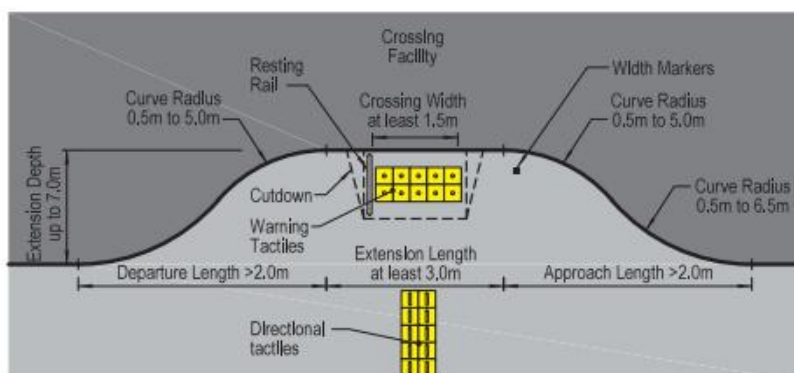 Crossing
Facility
Resting
Rail
Width Markers
Curve Radius
0.5m to 5.0m
Crossing Width
at least 1.5m
Curve Radius
0.5m to 5.0m
Extension Depth
up to 7.0m
Cutdown
Curve Radius
0.5m to 6.5m
Warning
Tactiles
Departure Length >2.0m
Extension Length
at least 3.0m
Approach Length >2.0m
Directional
tactiles